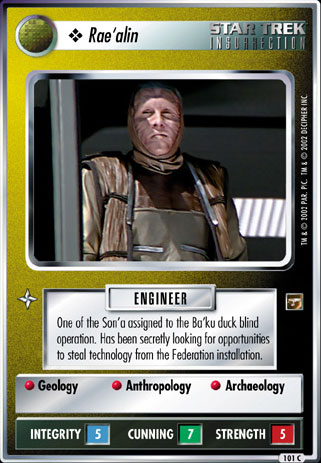 ❖ Rae'alin
STAR TREK
INSURRECTION
TM & © 2002 PAR. PIC. TM & © 2002 DECIPHER INC.
ENGINEER
One of the Son'a assigned to the Ba'ku duck blind
operation. Has been secretly looking for opportunities
to steal technology from the Federation installation.
Geology
Anthropology
Archaeology
INTEGRITY 5 CUNNING 7 STRENGTH 5
101 C